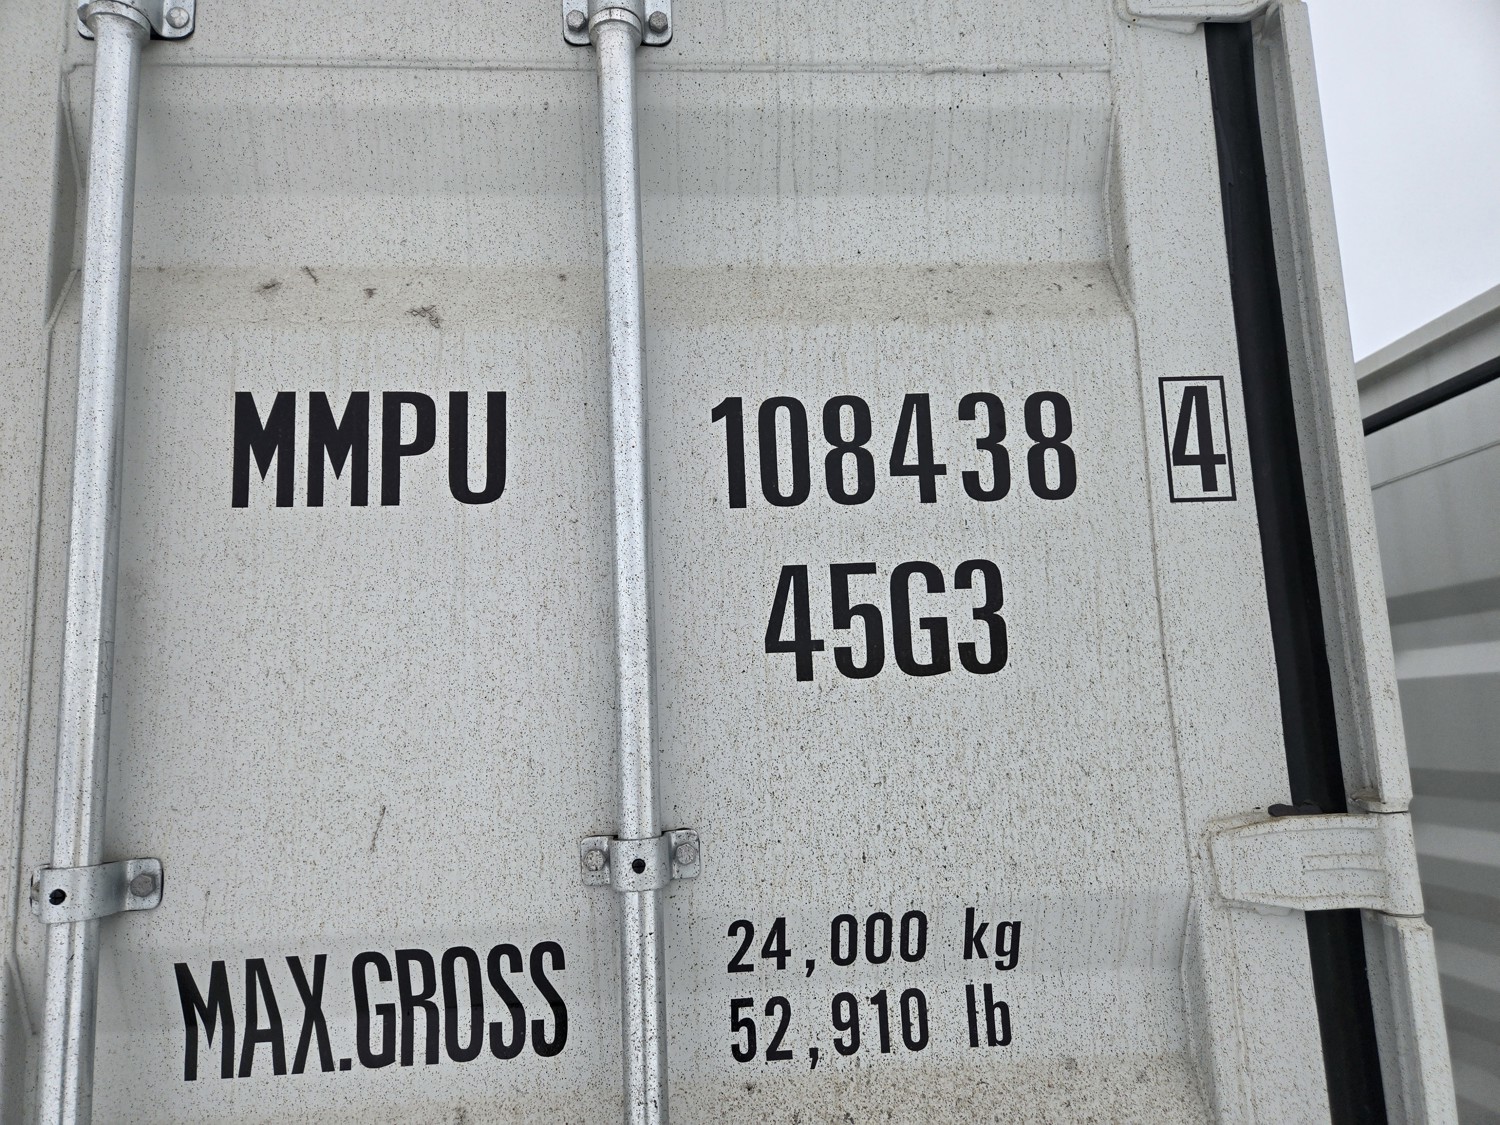 MMPU 108438 4
45G3
MAX.GROSS 24,000 kg
52,910 lb